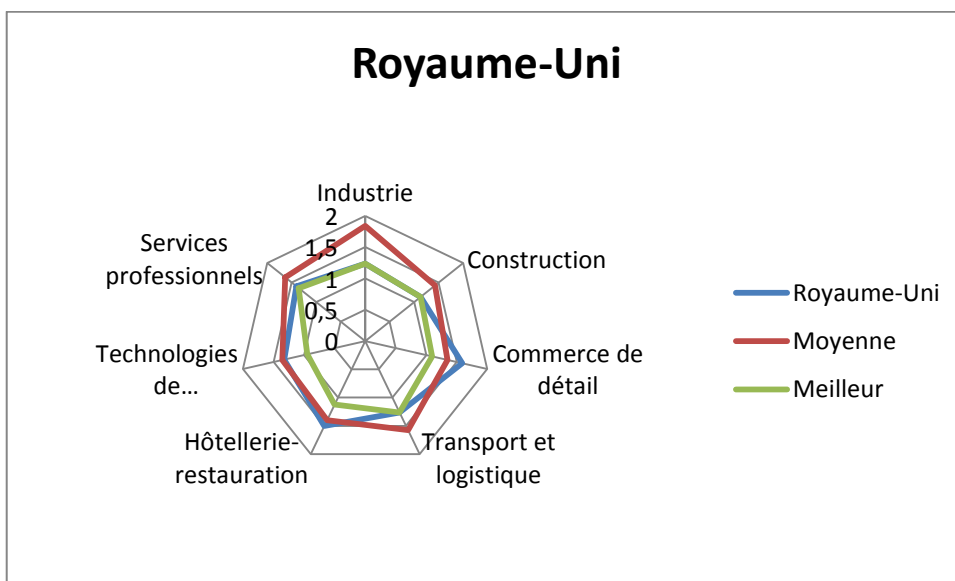 Royaume-Uni
Industrie
2
1,5
1
0,5
0
Construction
Commerce de
détail
Transport et
logistique
Hôtellerie-
restauration
Technologies
de...
Services
professionnels
Royaume-Uni
Moyenne
Meilleur